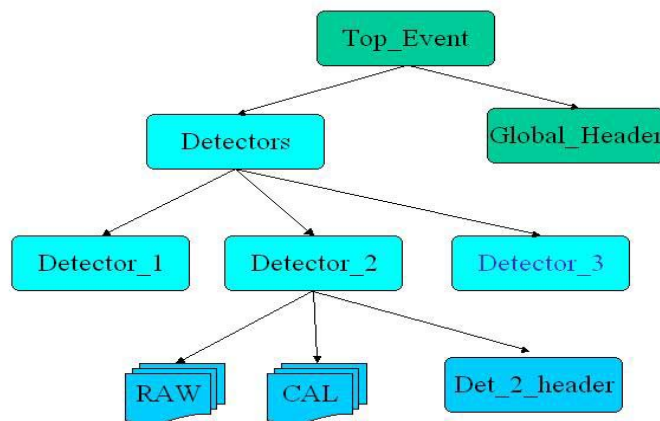 Top_Event
Detectors
Global_Header
Detector_1
Detector_2
Detector_3
RAW
CAL
Det_2_header